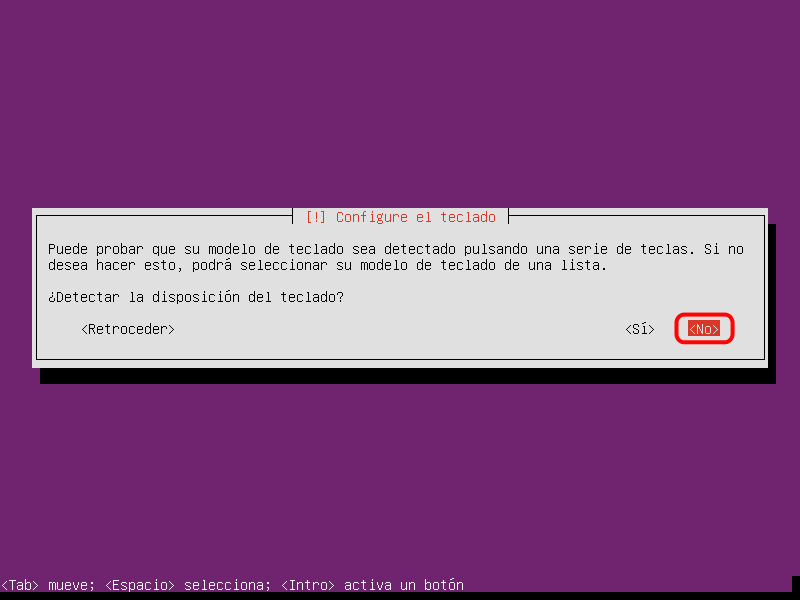 [!] Configure el teclado
Puede probar que su modelo de teclado sea detectado pulsando una serie de teclas. Si no
desea hacer esto, podrá seleccionar su modelo de teclado de una lista.
¿Detectar la disposición del teclado?
<Retroceder> <Sí> <No>
<Tab> mueve; <Espacio> selecciona; <Intro> activa un botón